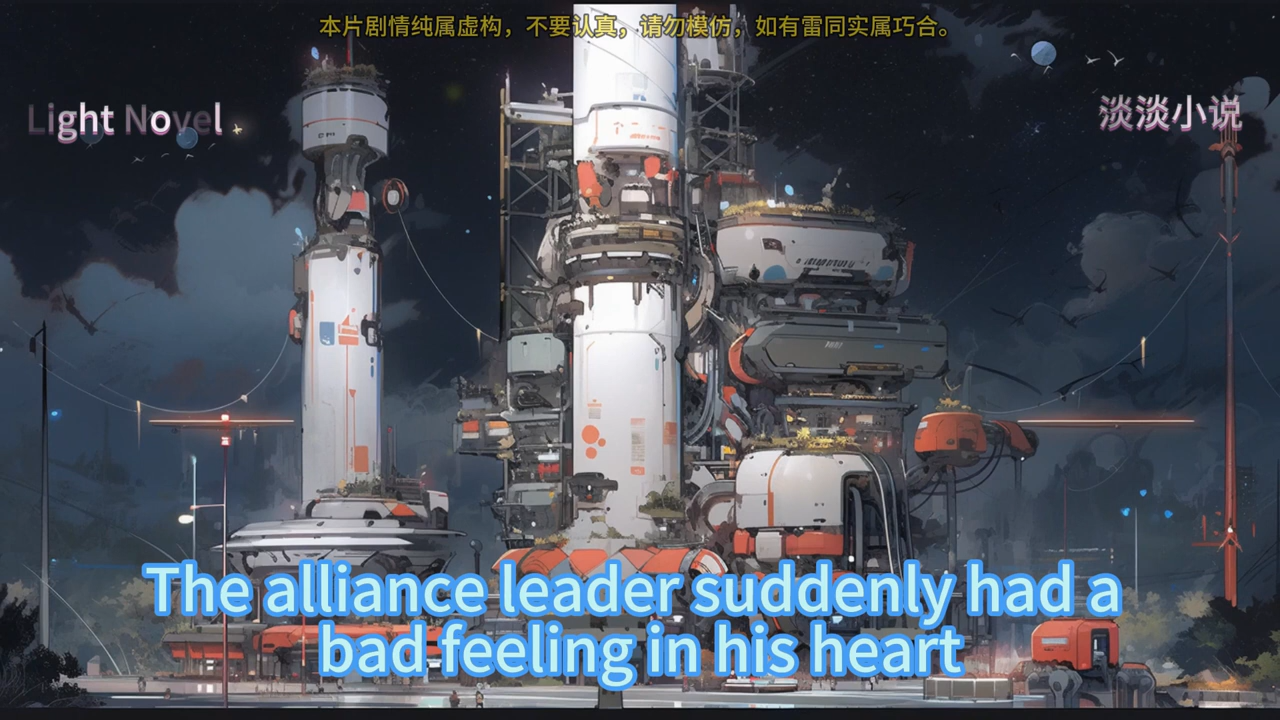 本片剧情纯属虚构，不要认真，请勿模仿，如有雷同实属巧合。
Light Novel
淡淡小说
The alliance leader suddenly had a
bad feeling in his heart